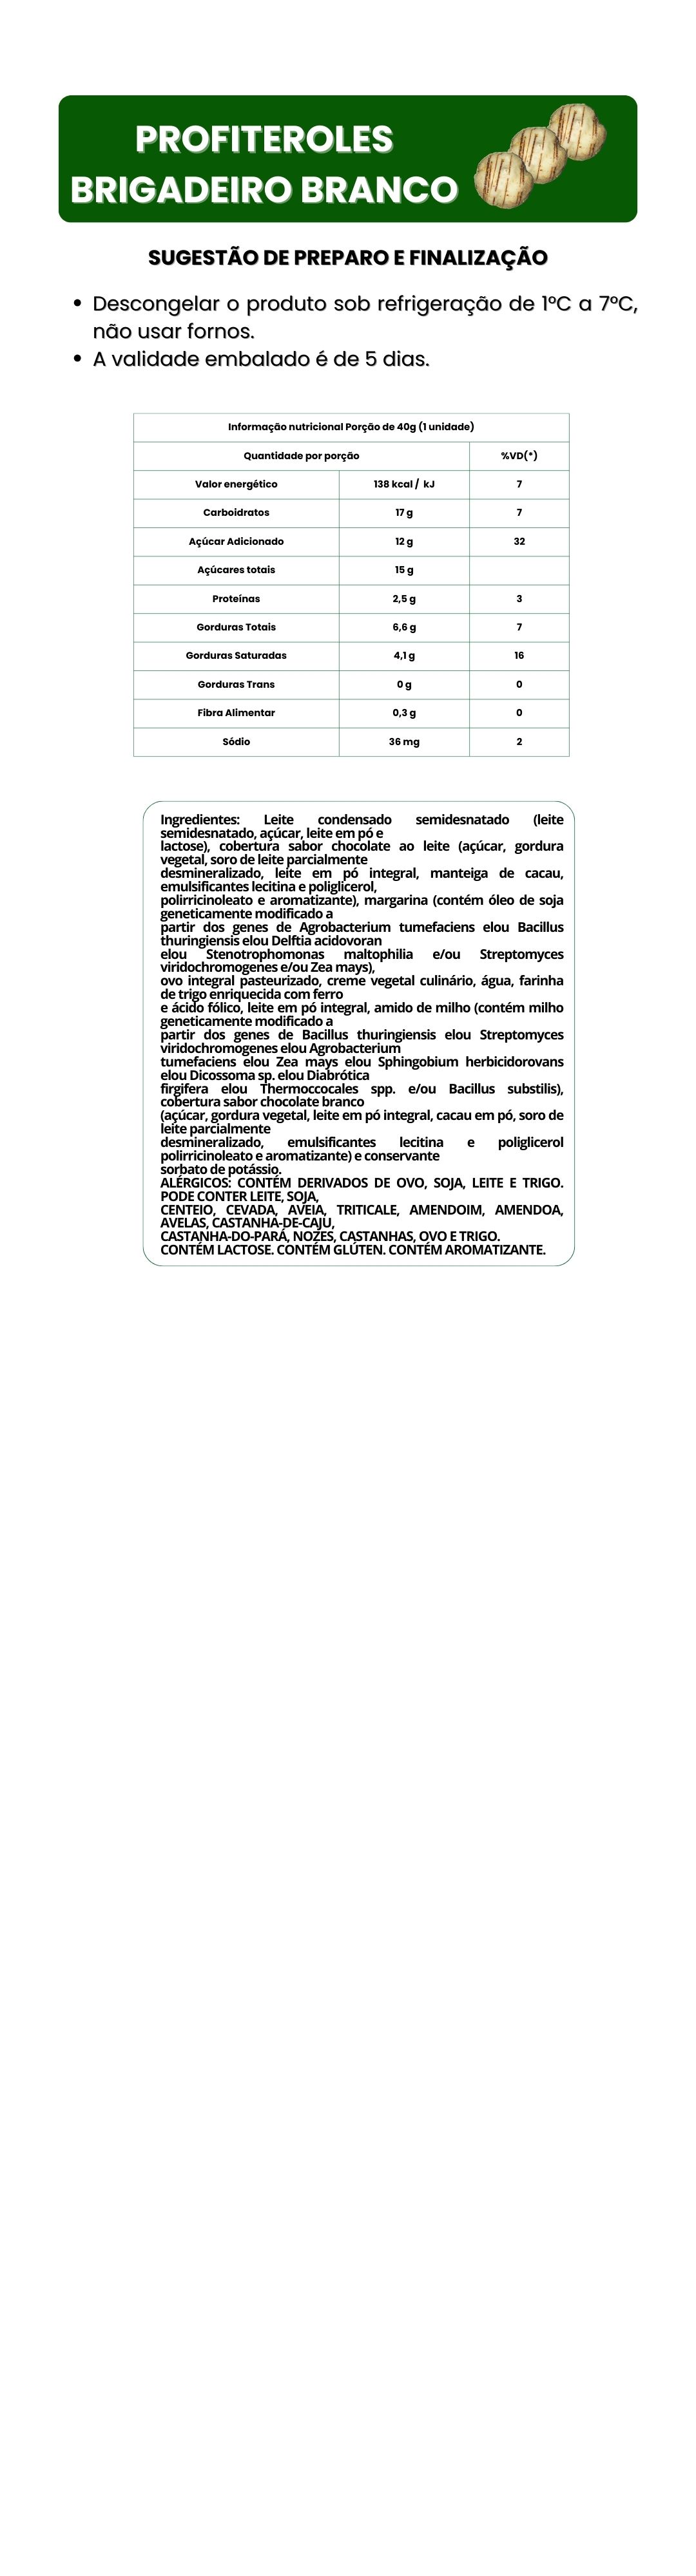 PROFITEROLES
BRIGADEIRO BRANCO
SUGESTÃO DE PREPARO E FINALIZAÇÃO
• Descongelar o produto sob refrigeração de 1°C a 7°C,
não usar fornos.
• A validade embalado é de 5 dias.
Informação nutricional Porção de 40g (1 unidade)
Quantidade por porção %VD(*)
Valor energético 138 kcal / kJ 7
Carboidratos 17 g 7
Açúcar Adicionado 12 g 32
Açúcares totais 15 g
Proteínas 2,5 g 3
Gorduras Totais 6,6 g 7
Gorduras Saturadas 4,1 g 16
Gorduras Trans 0 g 0
Fibra Alimentar 0,3 g 0
Sódio 36 mg 2
Ingredientes: Leite condensado semidesnatado (leite
semidesnatado, açúcar, leite em pó e
lactose), cobertura sabor chocolate ao leite (açúcar, gordura
vegetal, soro de leite parcialmente
desmineralizado, leite em pó integral, manteiga de cacau,
emulsificantes lecitina e poliglicerol,
polirricinoleato e aromatizante), margarina (contém óleo de soja
geneticamente modificado a
partir dos genes de Agrobacterium tumefaciens elou Bacillus
thuringiensis elou Delftia acidovoran
elou Stenotrophomonas maltophilia e/ou Streptomyces
viridochromogenes e/ou Zea mays),
ovo integral pasteurizado, creme vegetal culinário, água, farinha
de trigo enriquecida com ferro
e ácido fólico, leite em pó integral, amido de milho (contém milho
geneticamente modificado a
partir dos genes de Bacillus thuringiensis elou Streptomyces
viridochromogenes elou Agrobacterium
tumefaciens elou Zea mays elou Sphingobium herbicidorovans
elou Dicossoma sp. elou Diabrótica
firgifera elou Thermoccocales spp. e/ou Bacillus substilis),
cobertura sabor chocolate branco
(açúcar, gordura vegetal, leite em pó integral, cacau em pó, soro de
leite parcialmente
desmineralizado, emulsificantes lecitina e poliglicerol
polirricinoleato e aromatizante) e conservante
sorbato de potássio.
ALÉRGICOS: CONTÉM DERIVADOS DE OVO, SOJA, LEITE E TRIGO.
PODE CONTER LEITE, SOJA,
CENTEIO, CEVADA, AVEIA, TRITICALE, AMENDOIM, AMENDOA,
AVELAS, CASTANHA-DE-CAJU,
CASTANHA-DO-PARÁ, NOZES, CASTANHAS, OVO E TRIGO.
CONTÉM LACTOSE. CONTÉM GLÚTEN. CONTÉM AROMATIZANTE.